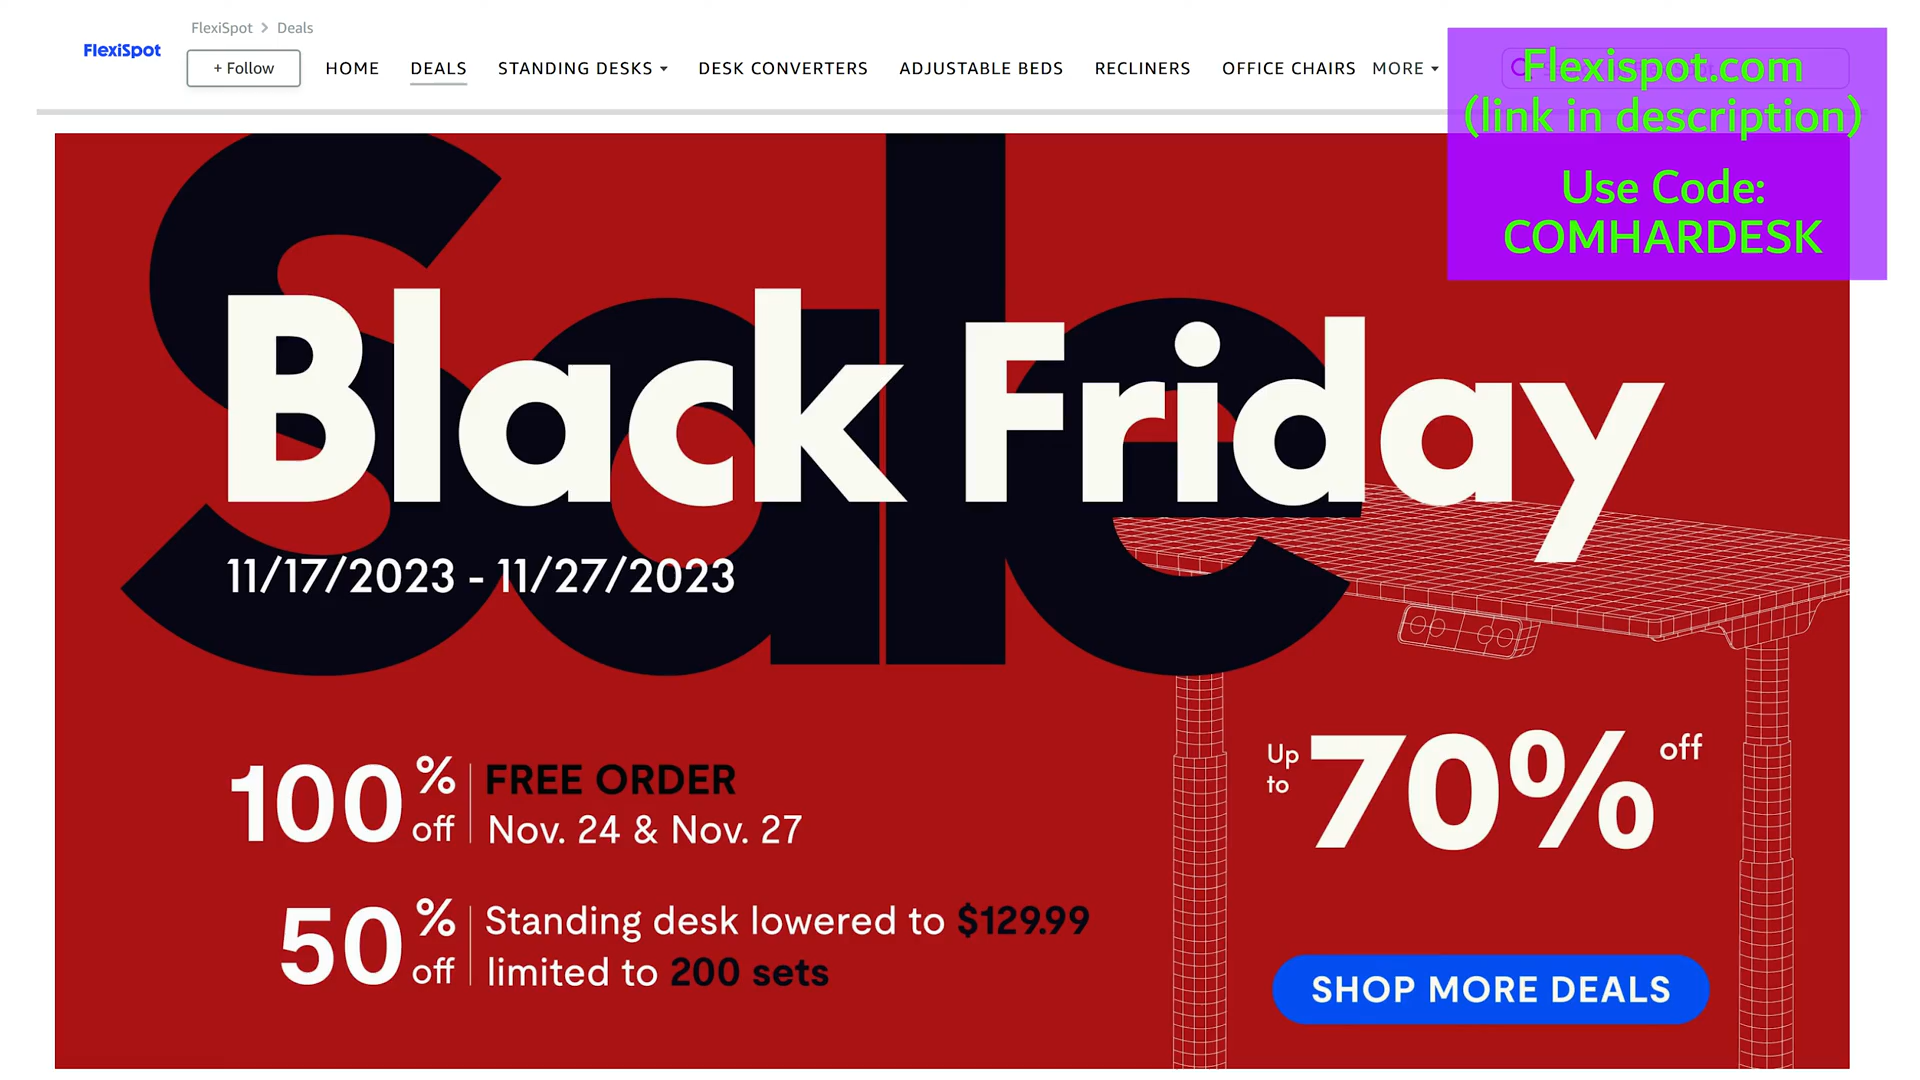 FlexiSpot > Deals
FlexiSpot
+ Follow
HOME
DEALS
STANDING DESKS
DESK CONVERTERS
ADJUSTABLE BEDS
RECLINERS
OFFICE CHAIRS
MORE
Flexispot.com
(link in description)
Use Code:
COMHARDESK
Sale
Black Friday
11/17/2023 - 11/27/2023
100% off
FREE ORDER
Nov. 24 & Nov. 27
50% off
Standing desk lowered to $129.99
limited to 200 sets
Up to 70% off
SHOP MORE DEALS